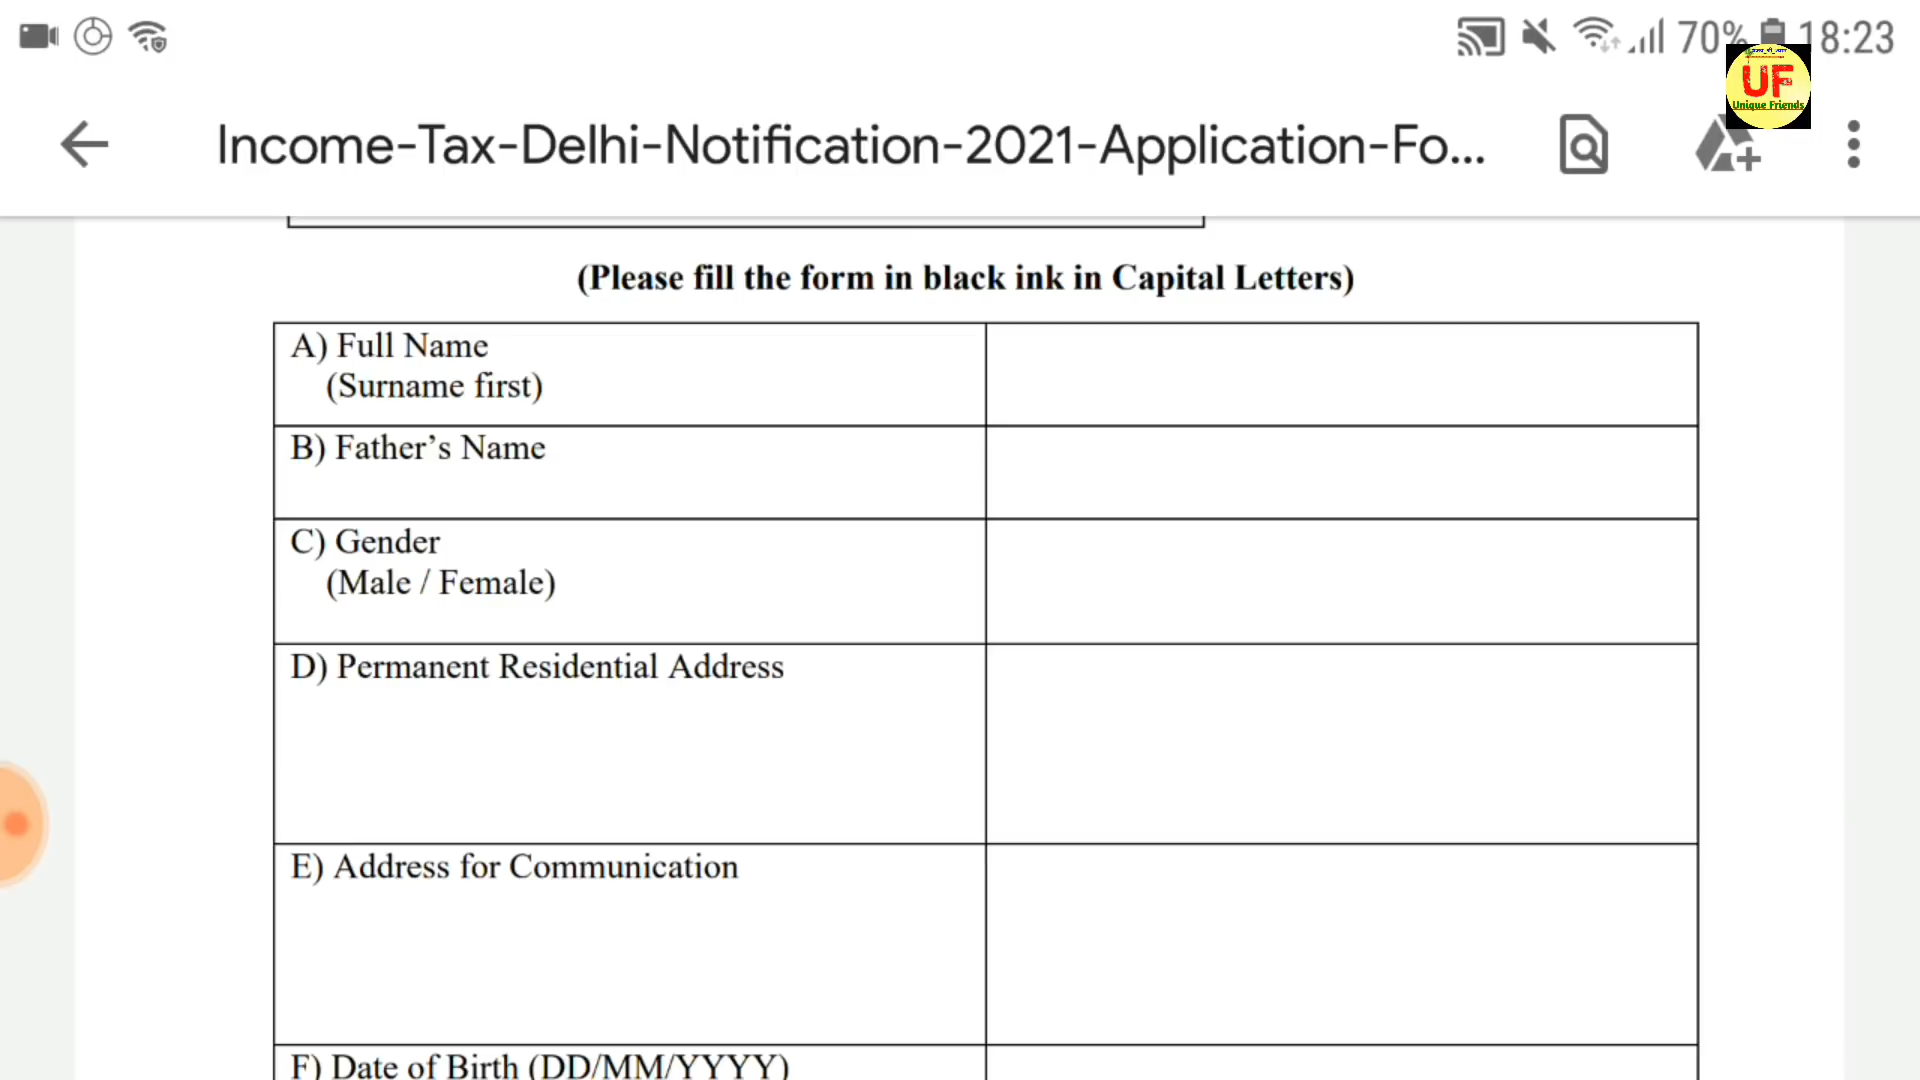 70% 18:23
UF
Unique Friends
Income-Tax-Delhi-Notification-2021-Application-Fo...
(Please fill the form in black ink in Capital Letters)
A) Full Name
(Surname first)
B) Father’s Name
C) Gender
(Male / Female)
D) Permanent Residential Address
E) Address for Communication
F) Date of Birth (DD/MM/YYYY)